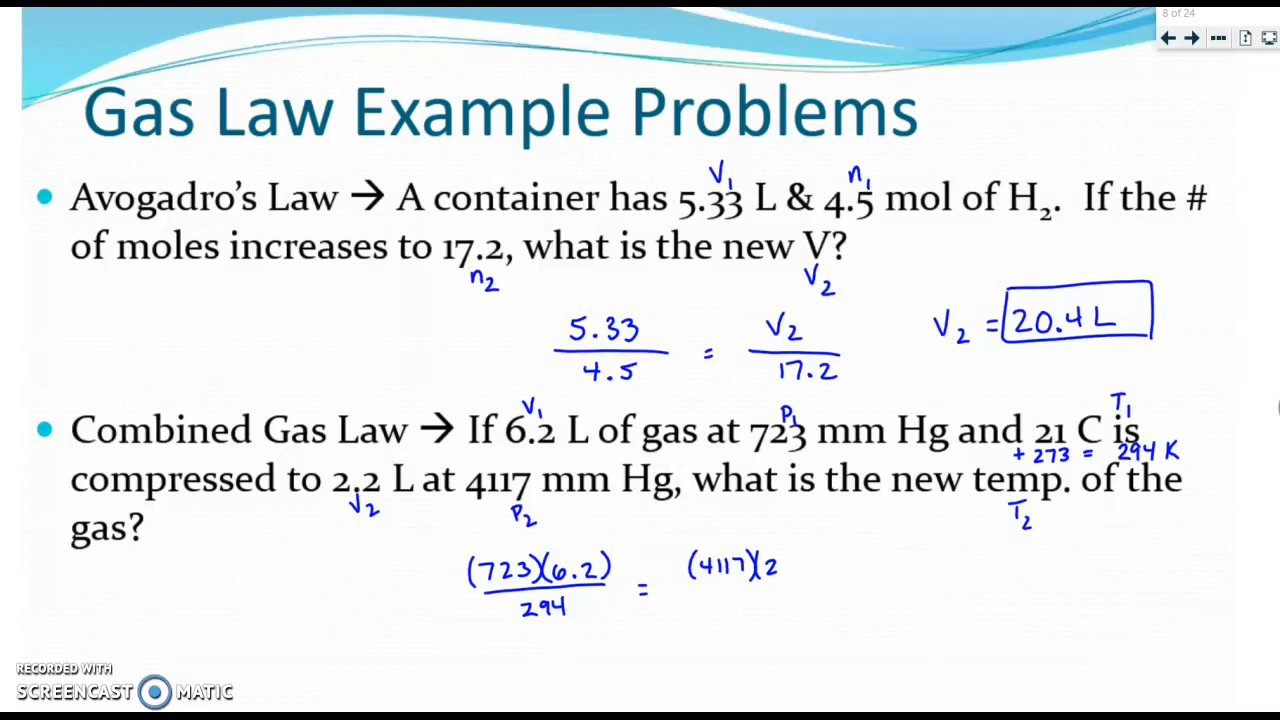 8 of 24
Gas Law Example Problems
V1 n1
• Avogadro’s Law → A container has 5.33 L & 4.5 mol of H2. If the #
of moles increases to 17.2, what is the new V?
n2 V2
5.33 / 4.5 = V2 / 17.2
V2 = 20.4 L
V1 P1 T1
• Combined Gas Law → If 6.2 L of gas at 723 mm Hg and 21 C is
+ 273 = 294 K
compressed to 2.2 L at 4117 mm Hg, what is the new temp. of the
V2 P2 T2
gas?
(723)(6.2) / 294 = (4117)(2
RECORDED WITH
SCREENCAST MATIC